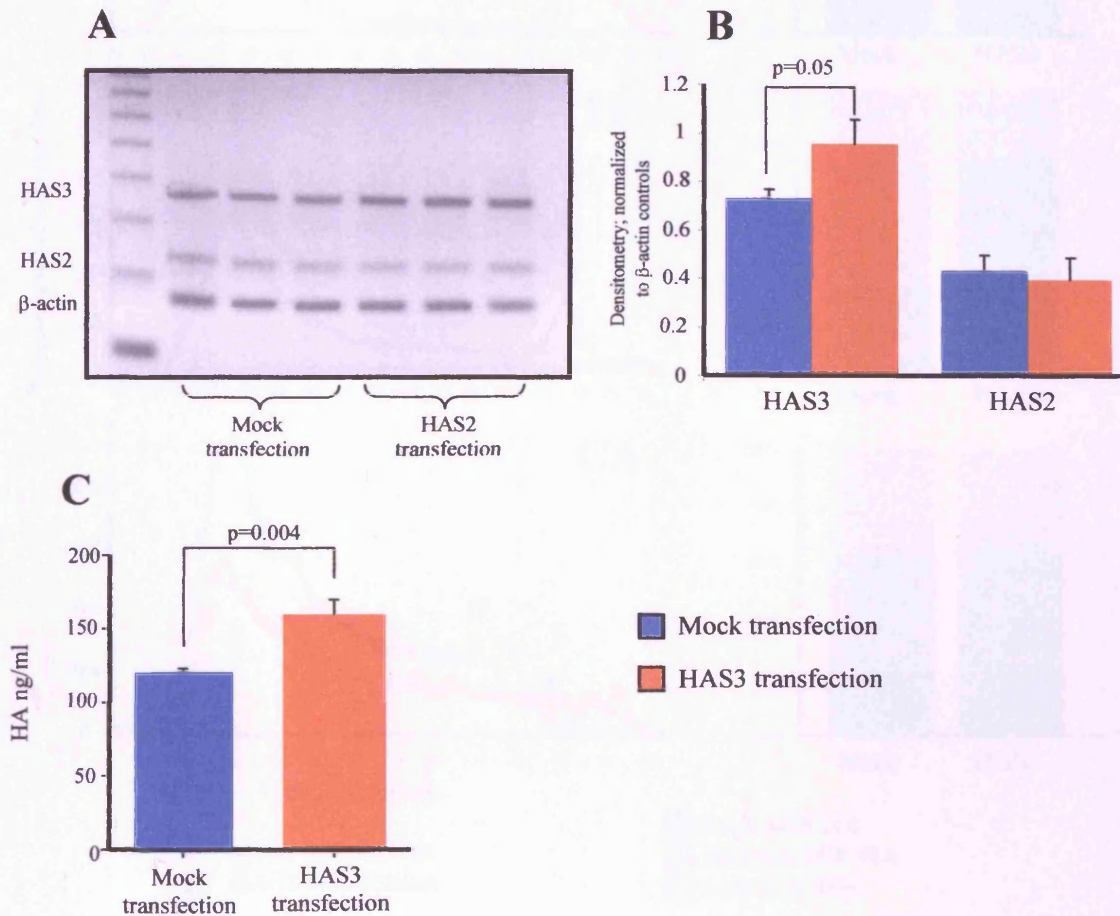 A
HAS3
HAS2
β-actin
Mock
transfection
HAS2
transfection
B
p=0.05
Densitometry; normalized
to β-actin controls
1.2
1
0.8
0.6
0.4
0.2
0
HAS3
HAS2
C
p=0.004
HA ng/ml
200
150
100
50
0
Mock
transfection
HAS3
transfection
Mock transfection
HAS3 transfection